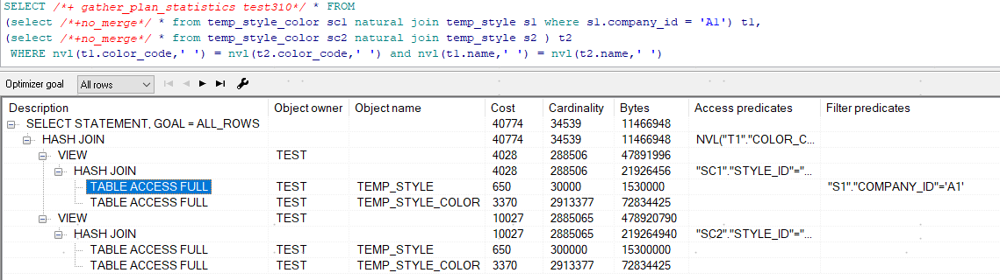 SELECT /*+ gather_plan_statistics test310*/ * FROM
(select /*+no_merge*/ * from temp_style_color sc1 natural join temp_style s1 where s1.company_id = 'A1') t1,
(select /*+no_merge*/ * from temp_style_color sc2 natural join temp_style s2 ) t2
WHERE nvl(t1.color_code,' ') = nvl(t2.color_code,' ') and nvl(t1.name,' ') = nvl(t2.name,' ')
Optimizer goal All rows
Description Object owner Object name Cost Cardinality Bytes Access predicates Filter predicates
SELECT STATEMENT, GOAL = ALL_ROWS 40774 34539 11466948
HASH JOIN 40774 34539 11466948 NVL("T1"."COLOR_C...
VIEW TEST 4028 288506 47891996
HASH JOIN 4028 288506 21926456 "SC1"."STYLE_ID"="...
TABLE ACCESS FULL TEST TEMP_STYLE 650 30000 1530000 "S1"."COMPANY_ID"='A1'
TABLE ACCESS FULL TEST TEMP_STYLE_COLOR 3370 2913377 72834425
VIEW TEST 10027 2885065 478920790
HASH JOIN 10027 2885065 219264940 "SC2"."STYLE_ID"="...
TABLE ACCESS FULL TEST TEMP_STYLE 650 300000 15300000
TABLE ACCESS FULL TEST TEMP_STYLE_COLOR 3370 2913377 72834425